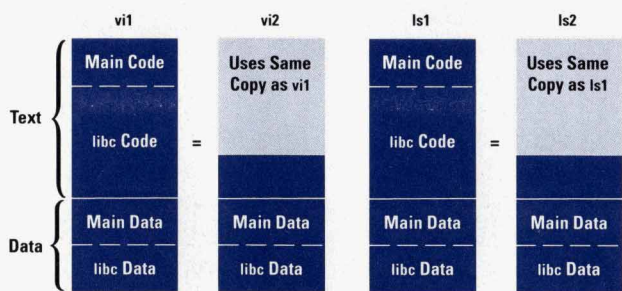 vi1 vi2 ls1 ls2
Main Code Uses Same Main Code Uses Same
Copy as vi1 Copy as ls1
Text
libc Code = libc Code =
Main Data Main Data Main Data Main Data
Data
libc Data libc Data libc Data libc Data